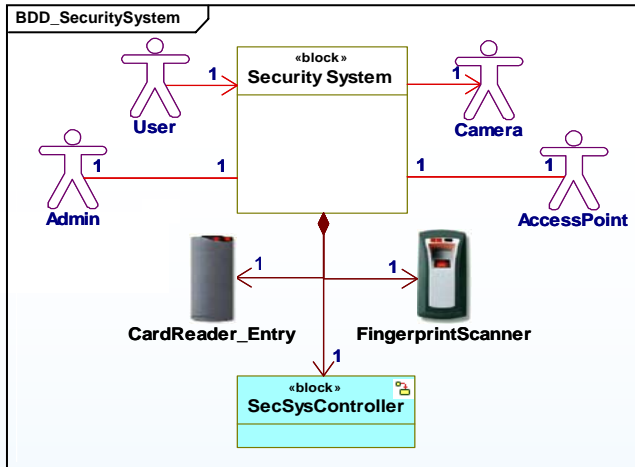 BDD_SecuritySystem
«block»
Security System
1
1
User
Camera
1
1
1
1
Admin
AccessPoint
1
1
CardReader_Entry
FingerprintScanner
1
«block»
SecSysController